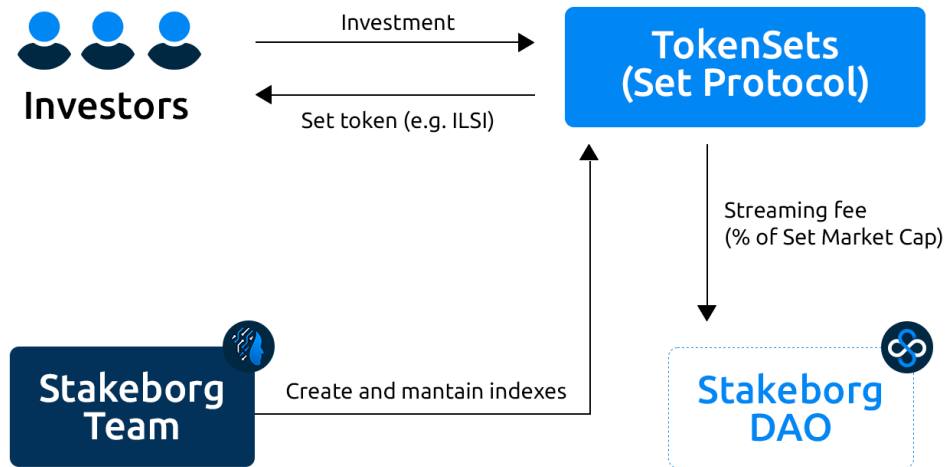 Investment
TokenSets
(Set Protocol)
Investors
Set token (e.g. ILSI)
Streaming fee
(% of Set Market Cap)
Stakeborg
Team
Create and mantain indexes
Stakeborg
DAO